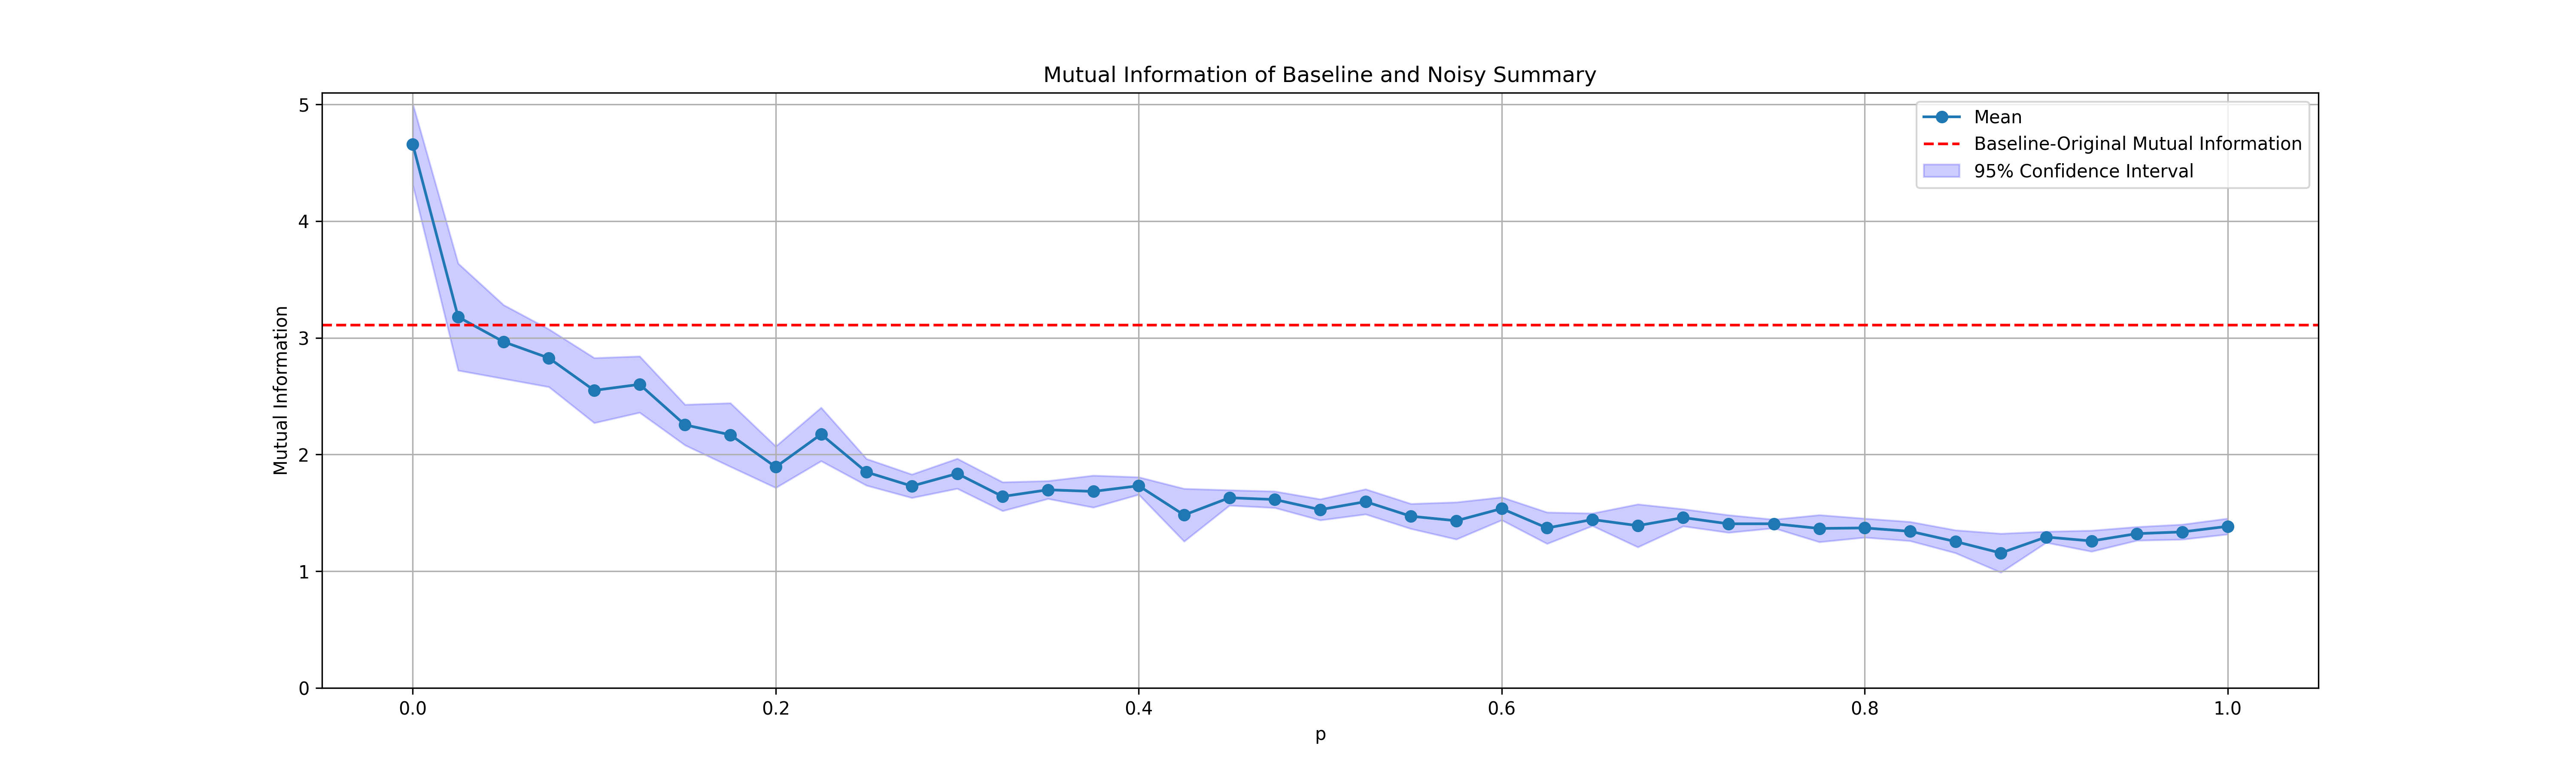 Mutual Information of Baseline and Noisy Summary
Mean
Baseline-Original Mutual Information
95% Confidence Interval
Mutual Information
5
4
3
2
1
0
0.0 0.2 0.4 0.6 0.8 1.0
p